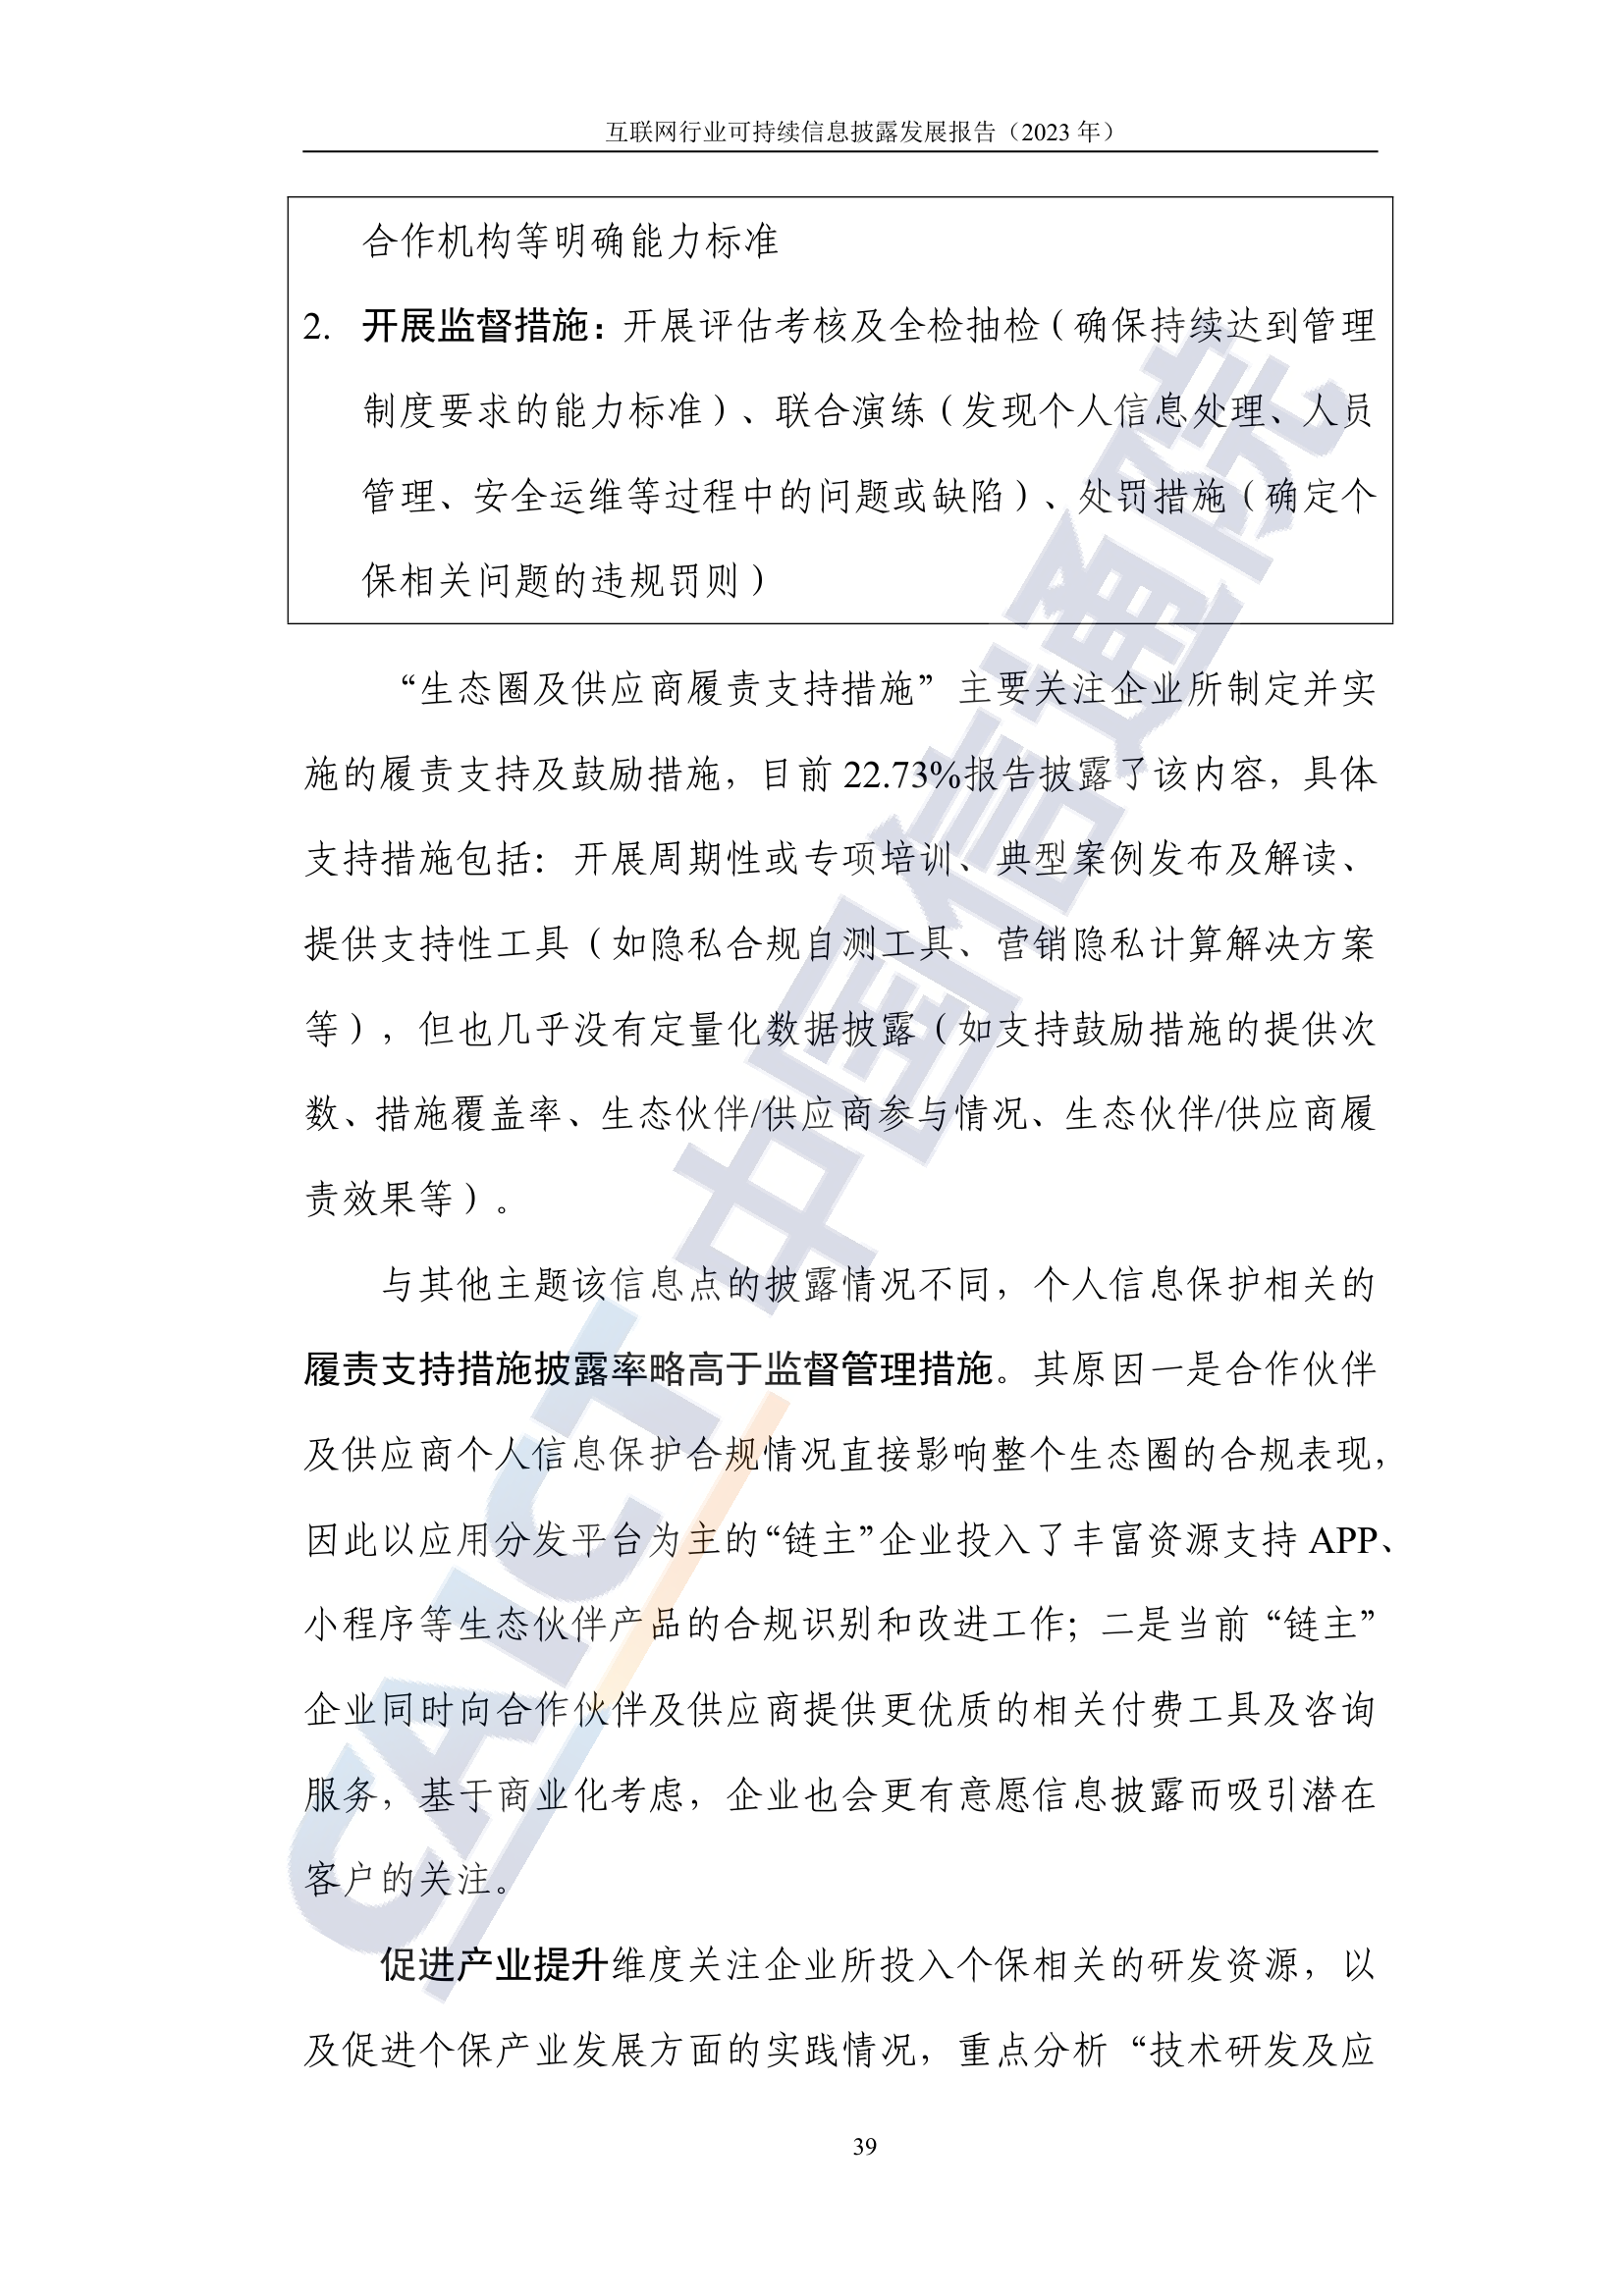 互联网行业可持续信息披露发展报告（2023 年）
合作机构等明确能力标准
2. 开展监督措施：开展评估考核及全检抽检（确保持续达到管理
制度要求的能力标准）、联合演练（发现个人信息处理、人员
管理、安全运维等过程中的问题或缺陷）、处罚措施（确定个
保相关问题的违规罚则）
“生态圈及供应商履责支持措施”主要关注企业所制定并实
施的履责支持及鼓励措施，目前 22.73%报告披露了该内容，具体
支持措施包括：开展周期性或专项培训、典型案例发布及解读、
提供支持性工具（如隐私合规自测工具、营销隐私计算解决方案
等），但也几乎没有定量化数据披露（如支持鼓励措施的提供次
数、措施覆盖率、生态伙伴/供应商参与情况、生态伙伴/供应商履
责效果等）。
与其他主题该信息点的披露情况不同，个人信息保护相关的
履责支持措施披露率略高于监督管理措施。其原因一是合作伙伴
及供应商个人信息保护合规情况直接影响整个生态圈的合规表现，
因此以应用分发平台为主的“链主”企业投入了丰富资源支持 APP、
小程序等生态伙伴产品的合规识别和改进工作；二是当前“链主”
企业同时向合作伙伴及供应商提供更优质的相关付费工具及咨询
服务，基于商业化考虑，企业也会更有意愿信息披露而吸引潜在
客户的关注。
促进产业提升维度关注企业所投入个保相关的研发资源，以
及促进个保产业发展方面的实践情况，重点分析“技术研发及应
39
CAICT 中国信通院